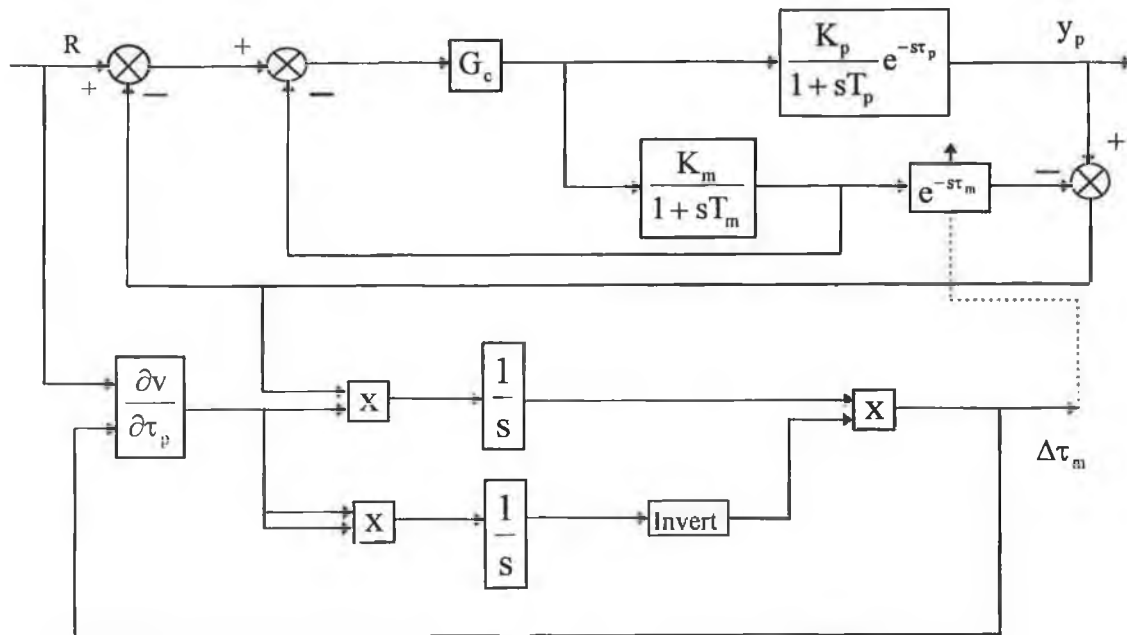 R
+
+
−
−
G_c
K_p
1 + sT_p
e^{-sτ_p}
y_p
+
−
K_m
1 + sT_m
e^{-sτ_m}
∂v
∂τ_p
X
1
s
X
Δτ_m
X
1
s
Invert